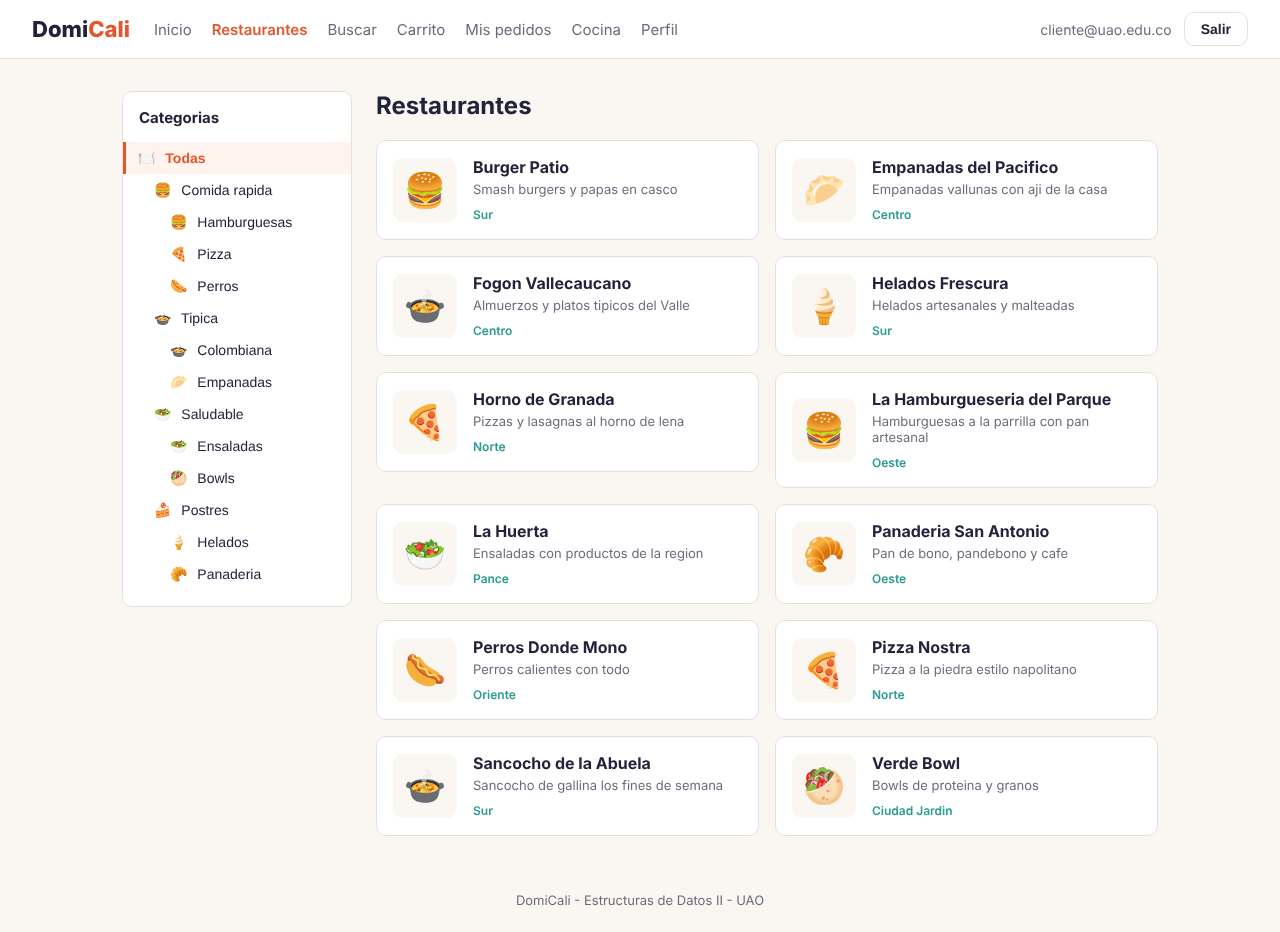 DomiCali
Inicio
Restaurantes
Buscar
Carrito
Mis pedidos
Cocina
Perfil
cliente@uao.edu.co
Salir
Categorias
Todas
Comida rapida
Hamburguesas
Pizza
Perros
Tipica
Colombiana
Empanadas
Saludable
Ensaladas
Bowls
Postres
Helados
Panaderia
Restaurantes
Burger Patio
Smash burgers y papas en casco
Sur
Empanadas del Pacifico
Empanadas vallunas con aji de la casa
Centro
Fogon Vallecaucano
Almuerzos y platos tipicos del Valle
Centro
Helados Frescura
Helados artesanales y malteadas
Sur
Horno de Granada
Pizzas y lasagnas al horno de lena
Norte
La Hamburgueseria del Parque
Hamburguesas a la parrilla con pan
artesanal
Oeste
La Huerta
Ensaladas con productos de la region
Pance
Panaderia San Antonio
Pan de bono, pandebono y cafe
Oeste
Perros Donde Mono
Perros calientes con todo
Oriente
Pizza Nostra
Pizza a la piedra estilo napolitano
Norte
Sancocho de la Abuela
Sancocho de gallina los fines de semana
Sur
Verde Bowl
Bowls de proteina y granos
Ciudad Jardin
DomiCali - Estructuras de Datos II - UAO